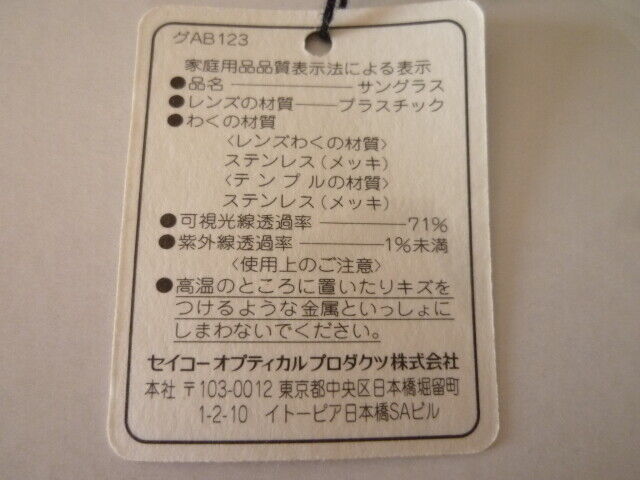 グAB123
家庭用品品質表示法による表示
●品名――――サングラス
●レンズの材質――プラスチック
●わくの材質
〈レンズわくの材質〉
ステンレス(メッキ)
〈テンプルの材質〉
ステンレス(メッキ)
●可視光線透過率――――71%
●紫外線透過率――――1%未満
〈使用上のご注意〉
●高温のところに置いたりキズを
つけるような金属といっしょに
しまわないでください。
セイコーオプティカルプロダクツ株式会社
本社 〒103-0012 東京都中央区日本橋堀留町
1-2-10 イトーピア日本橋SAビル